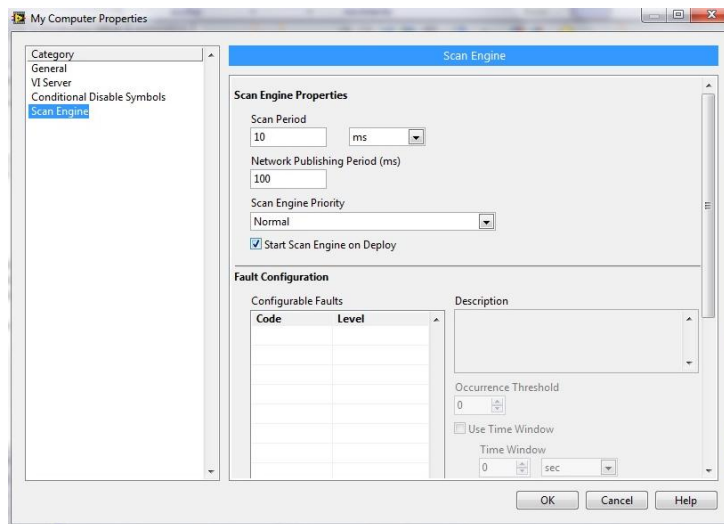 My Computer Properties
Category
General
VI Server
Conditional Disable Symbols
Scan Engine
Scan Engine
Scan Engine Properties
Scan Period
10 ms
Network Publishing Period (ms)
100
Scan Engine Priority
Normal
Start Scan Engine on Deploy
Fault Configuration
Configurable Faults
Code Level
Description
Occurrence Threshold
0
Use Time Window
Time Window
0 sec
OK Cancel Help